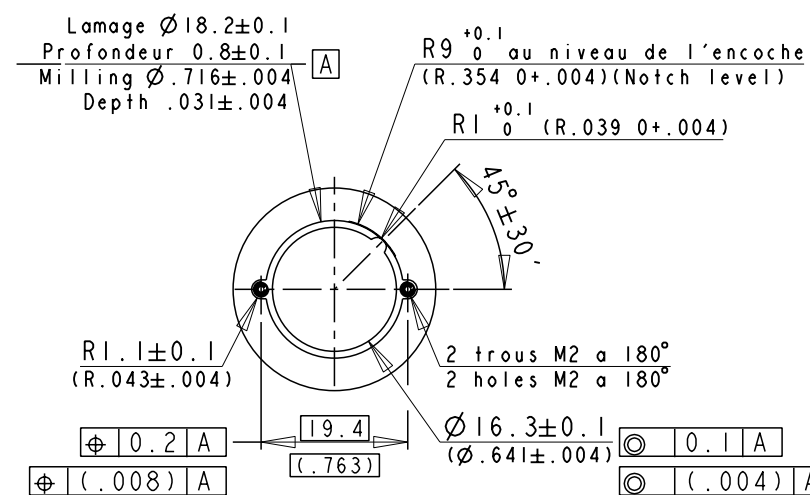 Lamage Ø18.2±0.1
Profondeur 0.8±0.1
Milling Ø.716±.004
Depth .031±.004
A
R9 +0.1 0 au niveau de l'encoche
(R.354 0+.004)(Notch level)
R1 +0.1 0 (R.039 0+.004)
45°±30'
R1.1±0.1
(R.043±.004)
2 trous M2 a 180°
2 holes M2 a 180°
⌖ 0.2 A
⌖ (.008) A
19.4
(.763)
Ø16.3±0.1
(Ø.641±.004)
◎ 0.1 A
◎ (.004) A